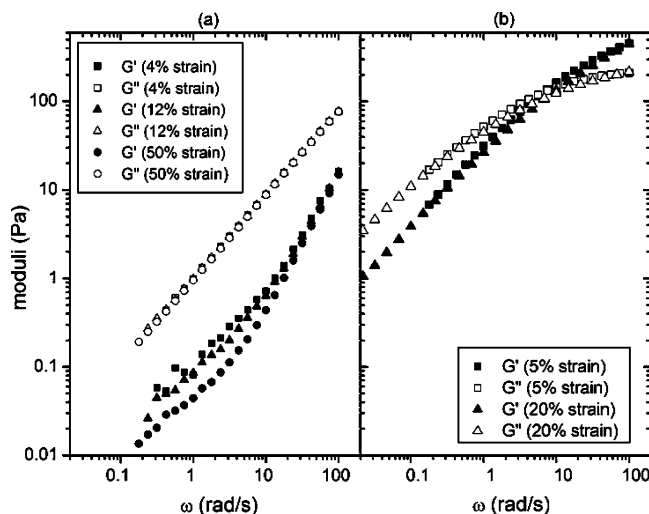 (a)
(b)
G' (4% strain)
G'' (4% strain)
G' (12% strain)
G'' (12% strain)
G' (50% strain)
G'' (50% strain)
G' (5% strain)
G'' (5% strain)
G' (20% strain)
G'' (20% strain)
moduli (Pa)
100
10
1
0.1
0.01
0.1 1 10 100 0.1 1 10 100
ω (rad/s) ω (rad/s)